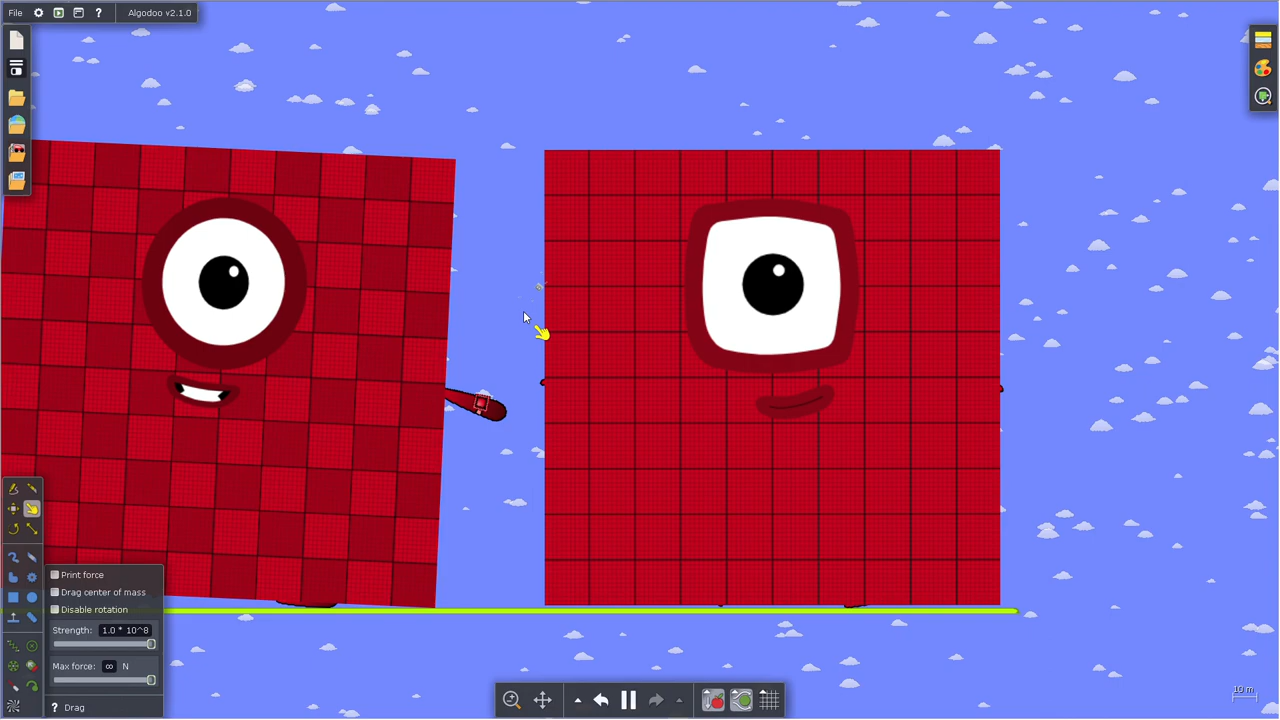 File ? Algodoo v2.1.0
Print force
Drag center of mass
Disable rotation
Strength: 1.0 * 10^8
Max force: ∞ N
? Drag
10 m